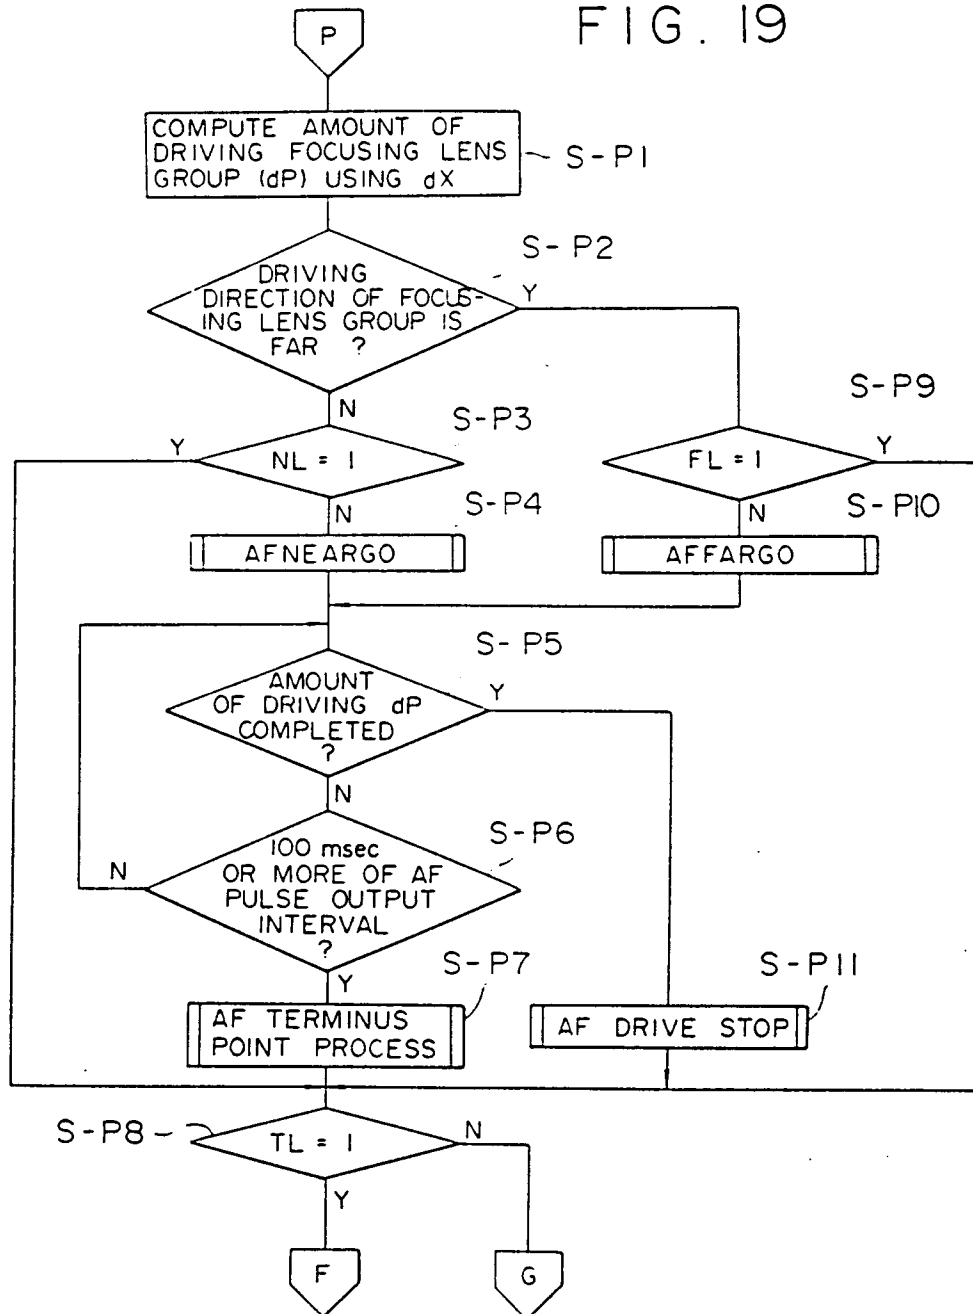 FIG. 19
P
COMPUTE AMOUNT OF
DRIVING FOCUSING LENS
GROUP (dP) USING dX
S-P1
S-P2
DRIVING
DIRECTION OF FOCUS-
ING LENS GROUP IS
FAR ?
Y
N
S-P3
Y
NL = 1
N
S-P4
AFNEARGO
S-P9
FL = 1
Y
N
S-P10
AFFARGO
S-P5
AMOUNT
OF DRIVING dP
COMPLETED
?
Y
N
S-P6
100 msec
OR MORE OF AF
PULSE OUTPUT
INTERVAL
?
N
Y
S-P7
AF TERMINUS
POINT PROCESS
S-P11
AF DRIVE STOP
S-P8
TL = 1
N
Y
F
G